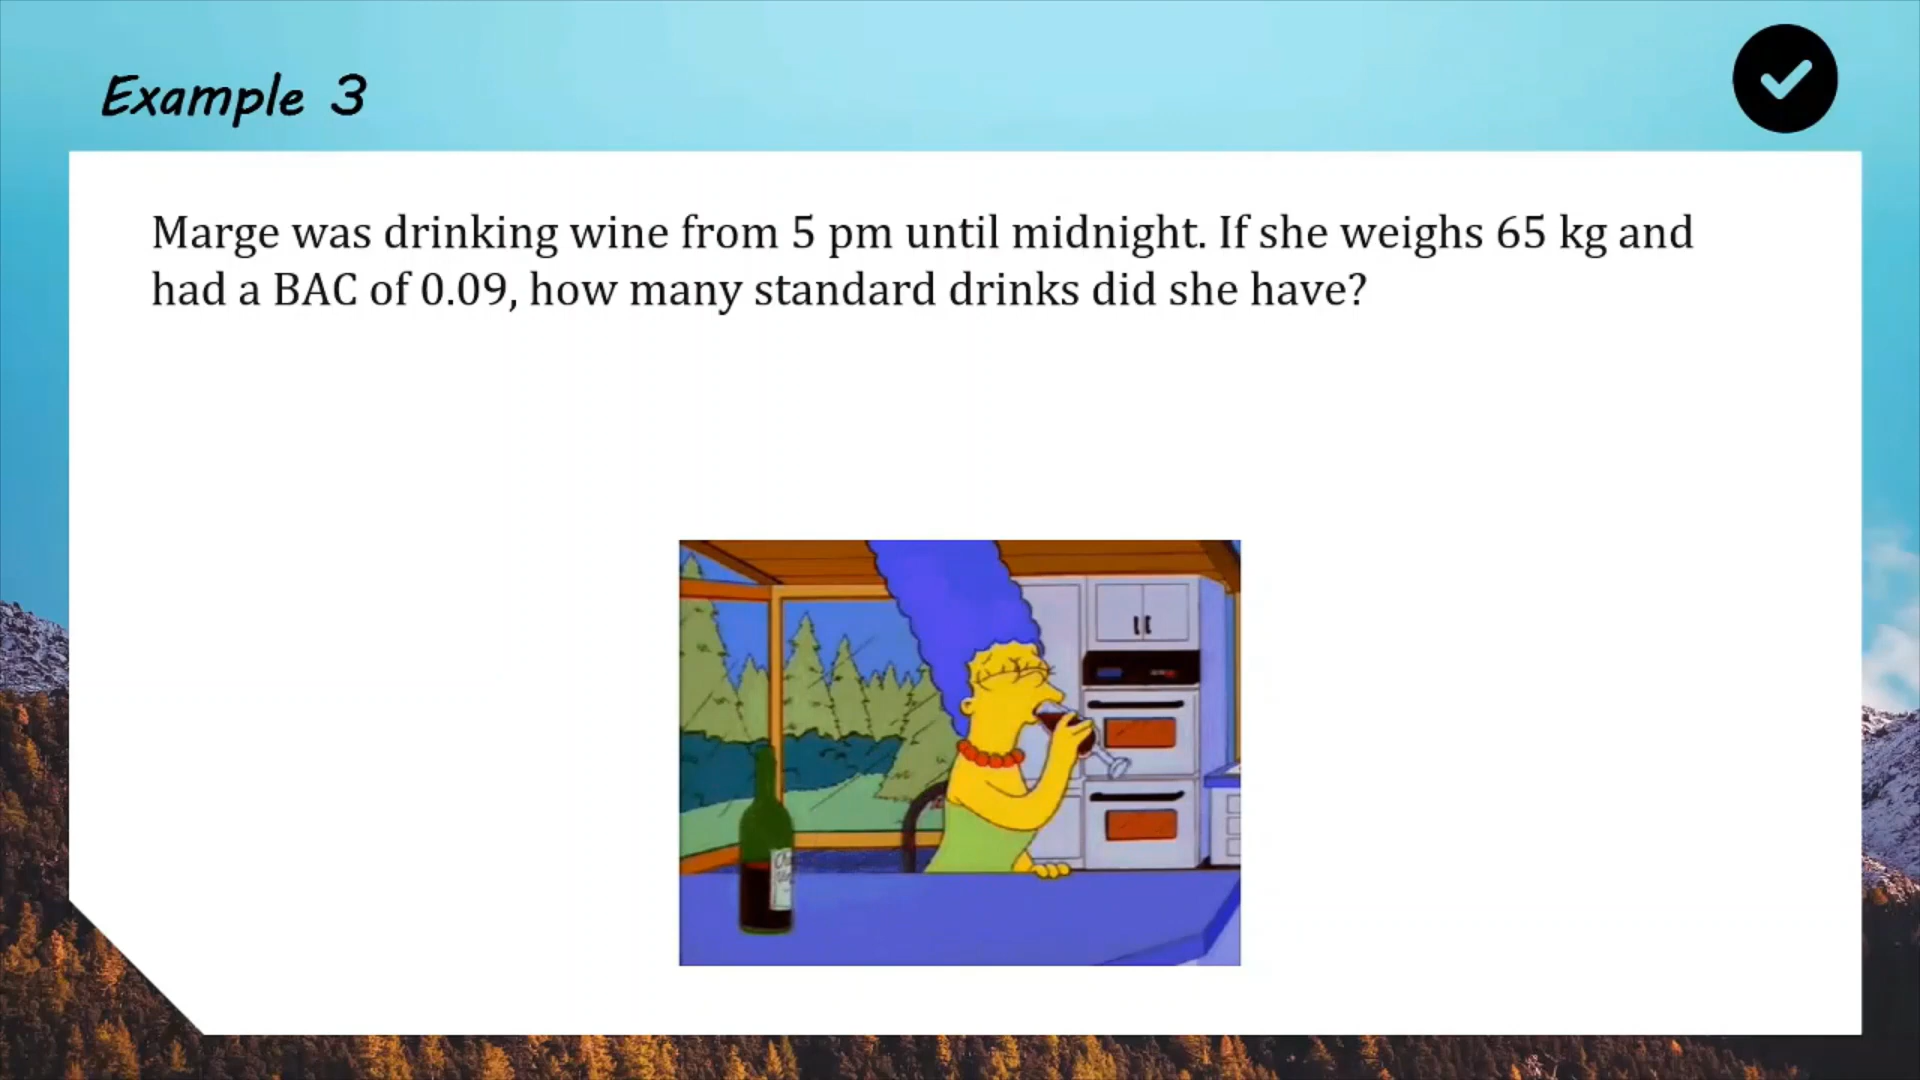 Example 3
Marge was drinking wine from 5 pm until midnight. If she weighs 65 kg and
had a BAC of 0.09, how many standard drinks did she have?